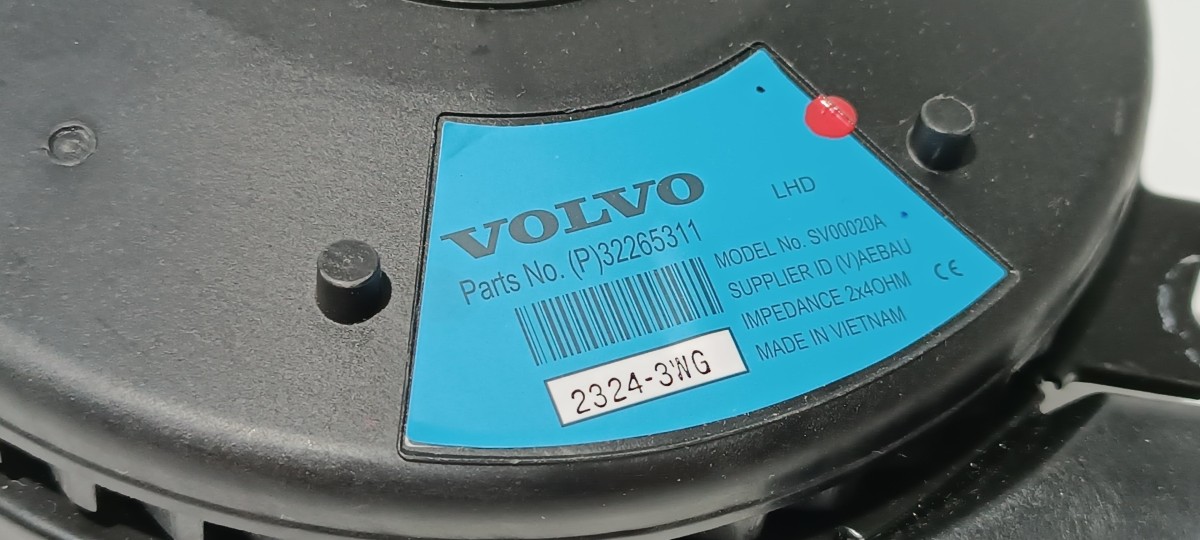 VOLVO
Parts No. (P)32265311
2324-3WG
LHD
MODEL No. SV00020A
SUPPLIER ID (V)AEBAU
IMPEDANCE 2x4OHM
MADE IN VIETNAM
CE